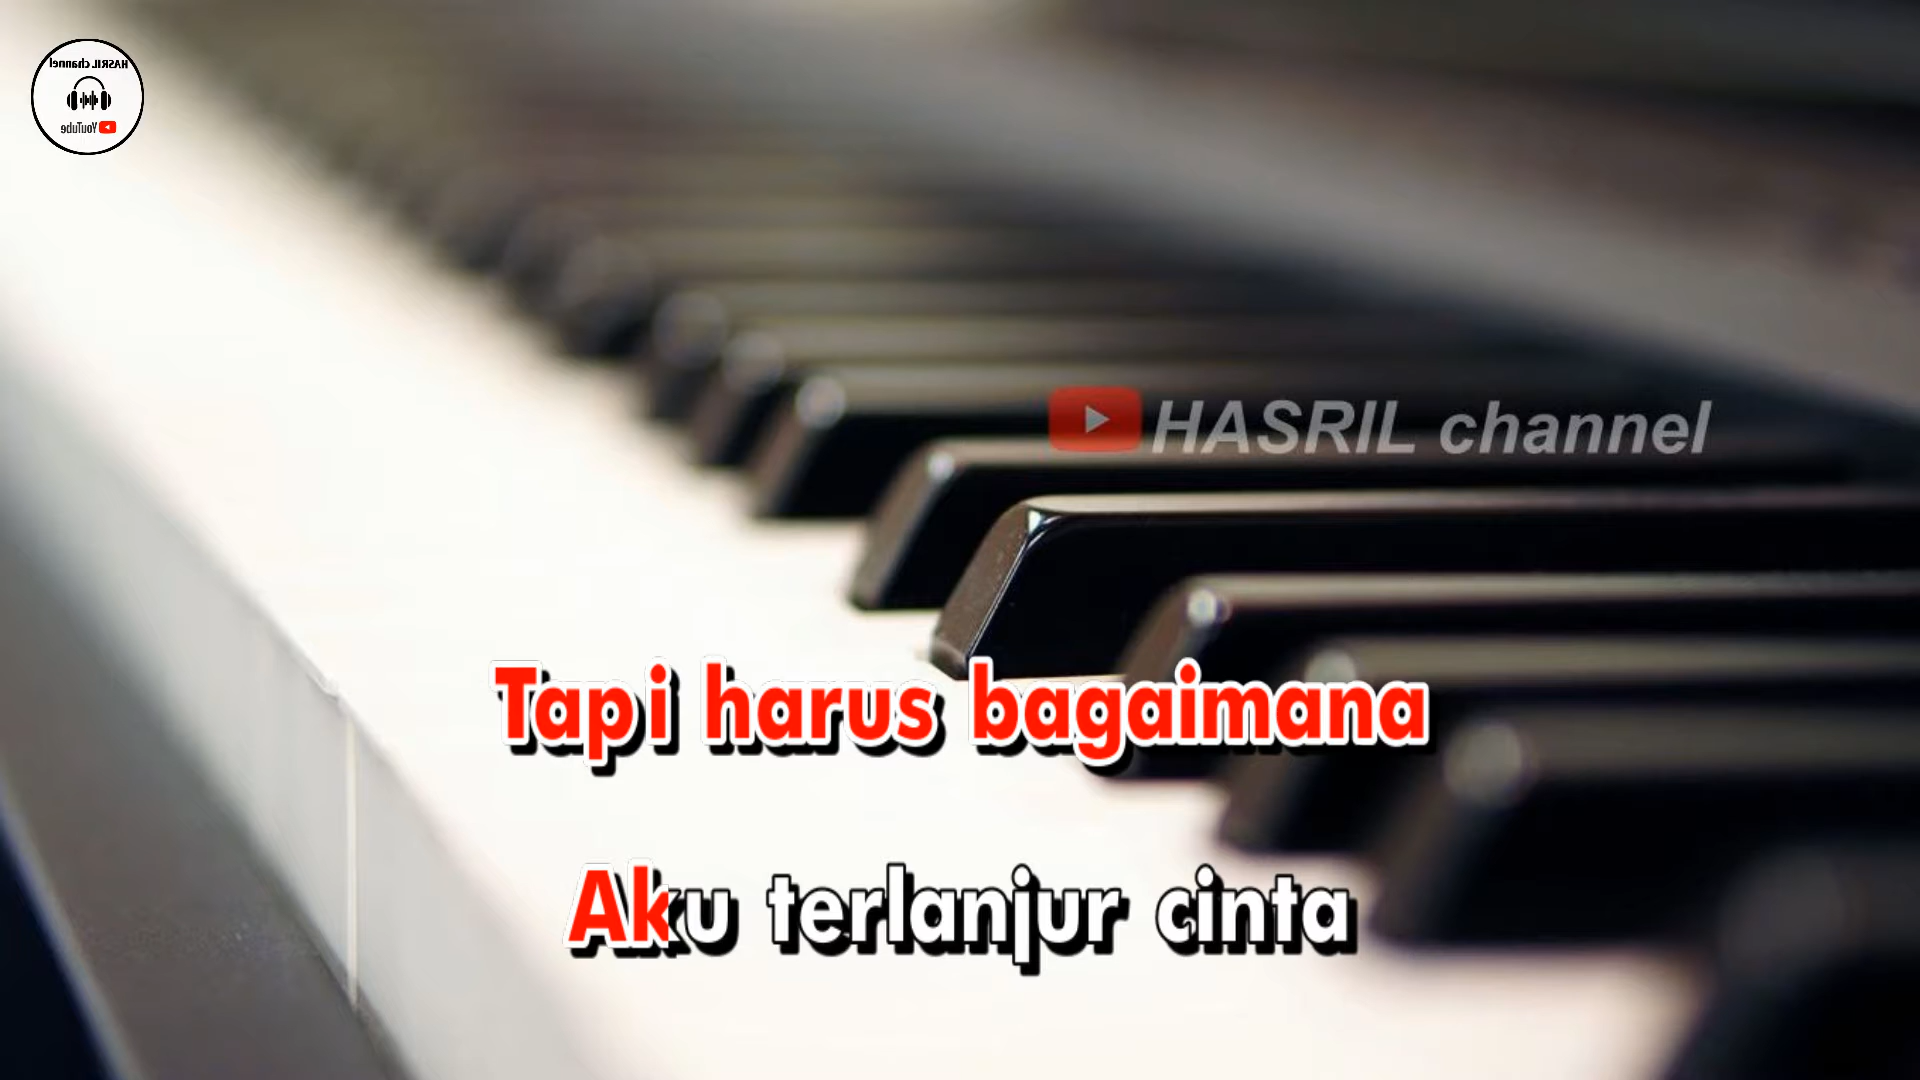 HASRIL channel
YouTube
HASRIL channel
Tapi harus bagaimana
Aku terlanjur cinta